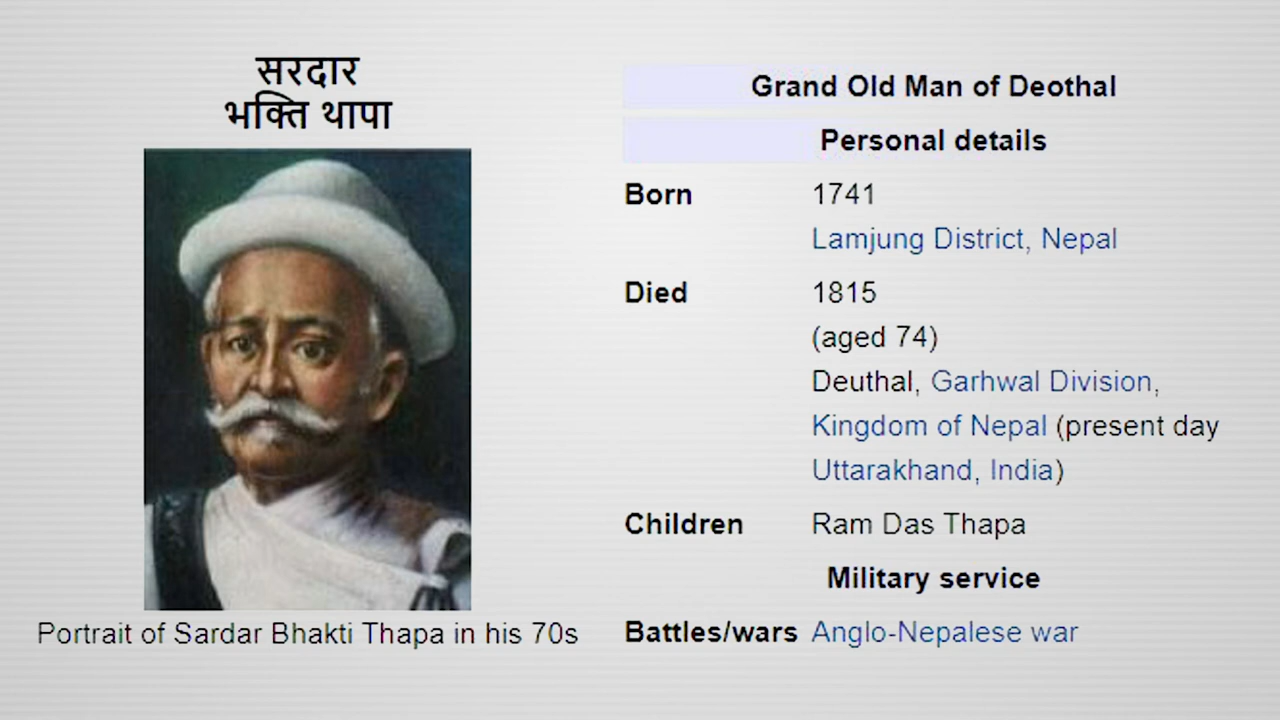 सरदार
भक्ति थापा
Portrait of Sardar Bhakti Thapa in his 70s
Grand Old Man of Deothal
Personal details
Born 1741
Lamjung District, Nepal
Died 1815
(aged 74)
Deuthal, Garhwal Division,
Kingdom of Nepal (present day
Uttarakhand, India)
Children Ram Das Thapa
Military service
Battles/wars Anglo-Nepalese war